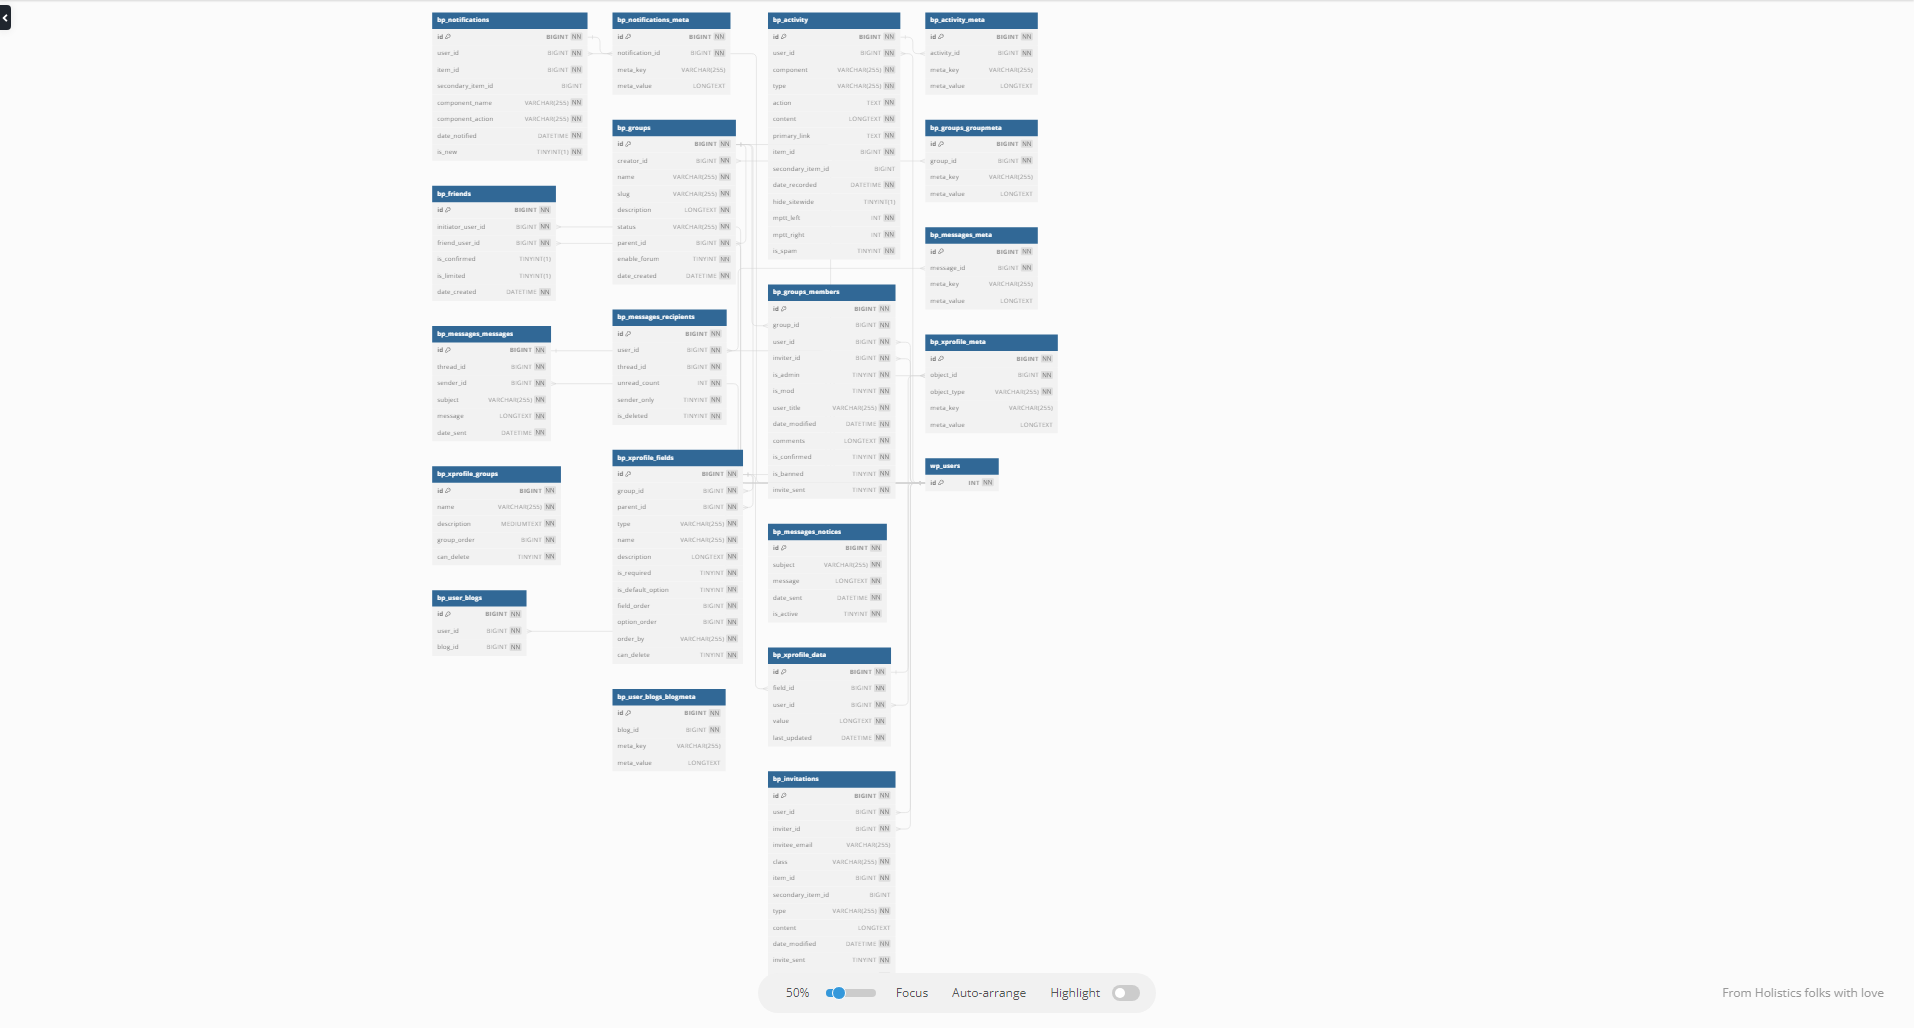 bp_notifications
id BIGINT NN
user_id BIGINT NN
item_id BIGINT NN
secondary_item_id BIGINT
component_name VARCHAR(255) NN
component_action VARCHAR(255) NN
date_notified DATETIME NN
is_new TINYINT(1) NN
bp_friends
id BIGINT NN
initiator_user_id BIGINT NN
friend_user_id BIGINT NN
is_confirmed TINYINT(1)
is_limited TINYINT(1)
date_created DATETIME NN
bp_messages_messages
id BIGINT NN
thread_id BIGINT NN
sender_id BIGINT NN
subject VARCHAR(255) NN
message LONGTEXT NN
date_sent DATETIME NN
bp_xprofile_groups
id BIGINT NN
name VARCHAR(255) NN
description MEDIUMTEXT NN
group_order BIGINT NN
can_delete TINYINT NN
bp_user_blogs
id BIGINT NN
user_id BIGINT NN
blog_id BIGINT NN
bp_notifications_meta
id BIGINT NN
notification_id BIGINT NN
meta_key VARCHAR(255)
meta_value LONGTEXT
bp_groups
id BIGINT NN
creator_id BIGINT NN
name VARCHAR(255) NN
slug VARCHAR(255) NN
description LONGTEXT NN
status VARCHAR(255) NN
parent_id BIGINT NN
enable_forum TINYINT NN
date_created DATETIME NN
bp_messages_recipients
id BIGINT NN
user_id BIGINT NN
thread_id BIGINT NN
unread_count INT NN
sender_only TINYINT NN
is_deleted TINYINT NN
bp_xprofile_fields
id BIGINT NN
group_id BIGINT NN
parent_id BIGINT NN
type VARCHAR(255) NN
name VARCHAR(255) NN
description LONGTEXT NN
is_required TINYINT NN
is_default_option TINYINT NN
field_order BIGINT NN
option_order BIGINT NN
order_by VARCHAR(255) NN
can_delete TINYINT NN
bp_user_blogs_blogmeta
id BIGINT NN
blog_id BIGINT NN
meta_key VARCHAR(255)
meta_value LONGTEXT
bp_activity
id BIGINT NN
user_id BIGINT NN
component VARCHAR(255) NN
type VARCHAR(255) NN
action TEXT NN
content LONGTEXT NN
primary_link TEXT NN
item_id BIGINT NN
secondary_item_id BIGINT
date_recorded DATETIME NN
hide_sitewide TINYINT(1)
mptt_left INT NN
mptt_right INT NN
is_spam TINYINT NN
bp_groups_members
id BIGINT NN
group_id BIGINT NN
user_id BIGINT NN
inviter_id BIGINT NN
is_admin TINYINT NN
is_mod TINYINT NN
user_title VARCHAR(255) NN
date_modified DATETIME NN
comments LONGTEXT NN
is_confirmed TINYINT NN
is_banned TINYINT NN
invite_sent TINYINT NN
bp_messages_notices
id BIGINT NN
subject VARCHAR(255) NN
message LONGTEXT NN
date_sent DATETIME NN
is_active TINYINT NN
bp_xprofile_data
id BIGINT NN
field_id BIGINT NN
user_id BIGINT NN
value LONGTEXT NN
last_updated DATETIME NN
bp_invitations
id BIGINT NN
user_id BIGINT NN
inviter_id BIGINT NN
invitee_email VARCHAR(255)
class VARCHAR(255) NN
item_id BIGINT NN
secondary_item_id BIGINT
type VARCHAR(255) NN
content LONGTEXT
date_modified DATETIME NN
invite_sent TINYINT NN
bp_activity_meta
id BIGINT NN
activity_id BIGINT NN
meta_key VARCHAR(255)
meta_value LONGTEXT
bp_groups_groupmeta
id BIGINT NN
group_id BIGINT NN
meta_key VARCHAR(255)
meta_value LONGTEXT
bp_messages_meta
id BIGINT NN
message_id BIGINT NN
meta_key VARCHAR(255)
meta_value LONGTEXT
bp_xprofile_meta
id BIGINT NN
object_id BIGINT NN
object_type VARCHAR(255) NN
meta_key VARCHAR(255)
meta_value LONGTEXT
wp_users
id INT NN
50% Focus Auto-arrange Highlight
From Holistics folks with love